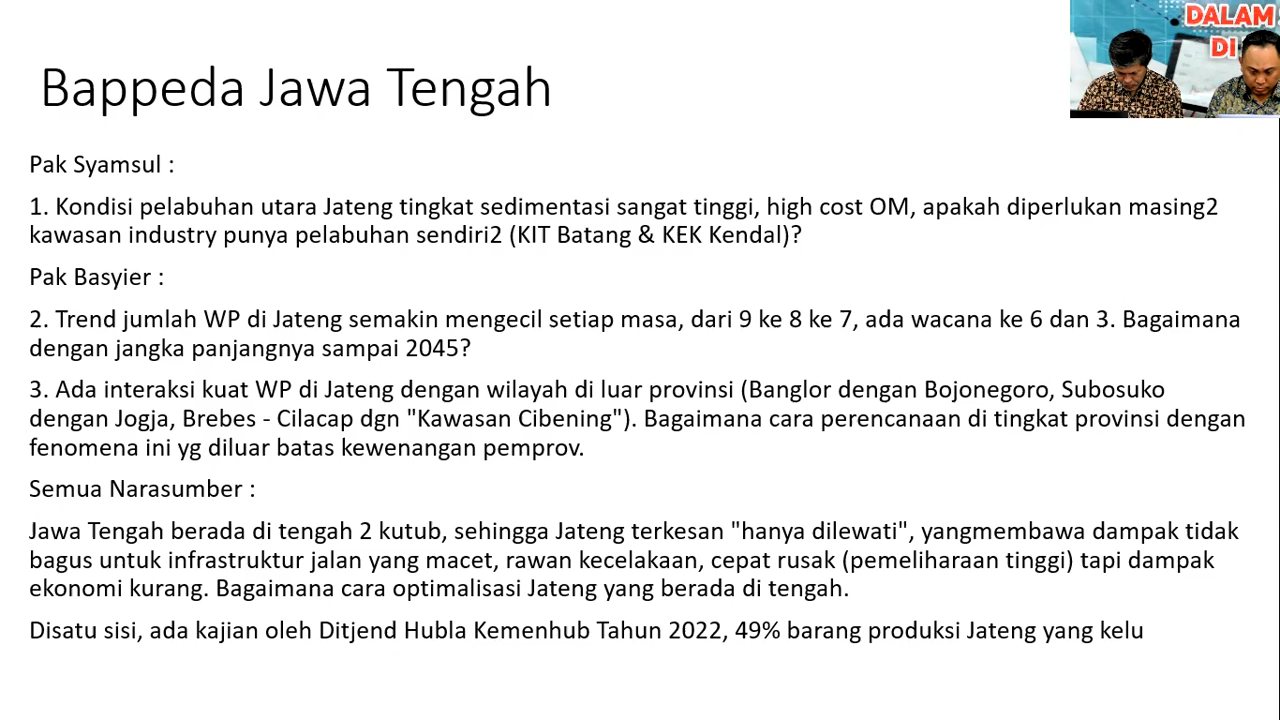 DALAM
DI
Bappeda Jawa Tengah
Pak Syamsul :
1. Kondisi pelabuhan utara Jateng tingkat sedimentasi sangat tinggi, high cost OM, apakah diperlukan masing2
kawasan industry punya pelabuhan sendiri2 (KIT Batang & KEK Kendal)?
Pak Basyier :
2. Trend jumlah WP di Jateng semakin mengecil setiap masa, dari 9 ke 8 ke 7, ada wacana ke 6 dan 3. Bagaimana
dengan jangka panjangnya sampai 2045?
3. Ada interaksi kuat WP di Jateng dengan wilayah di luar provinsi (Banglor dengan Bojonegoro, Subosuko
dengan Jogja, Brebes - Cilacap dgn "Kawasan Cibening"). Bagaimana cara perencanaan di tingkat provinsi dengan
fenomena ini yg diluar batas kewenangan pemprov.
Semua Narasumber :
Jawa Tengah berada di tengah 2 kutub, sehingga Jateng terkesan "hanya dilewati", yangmembawa dampak tidak
bagus untuk infrastruktur jalan yang macet, rawan kecelakaan, cepat rusak (pemeliharaan tinggi) tapi dampak
ekonomi kurang. Bagaimana cara optimalisasi Jateng yang berada di tengah.
Disatu sisi, ada kajian oleh Ditjend Hubla Kemenhub Tahun 2022, 49% barang produksi Jateng yang kelu